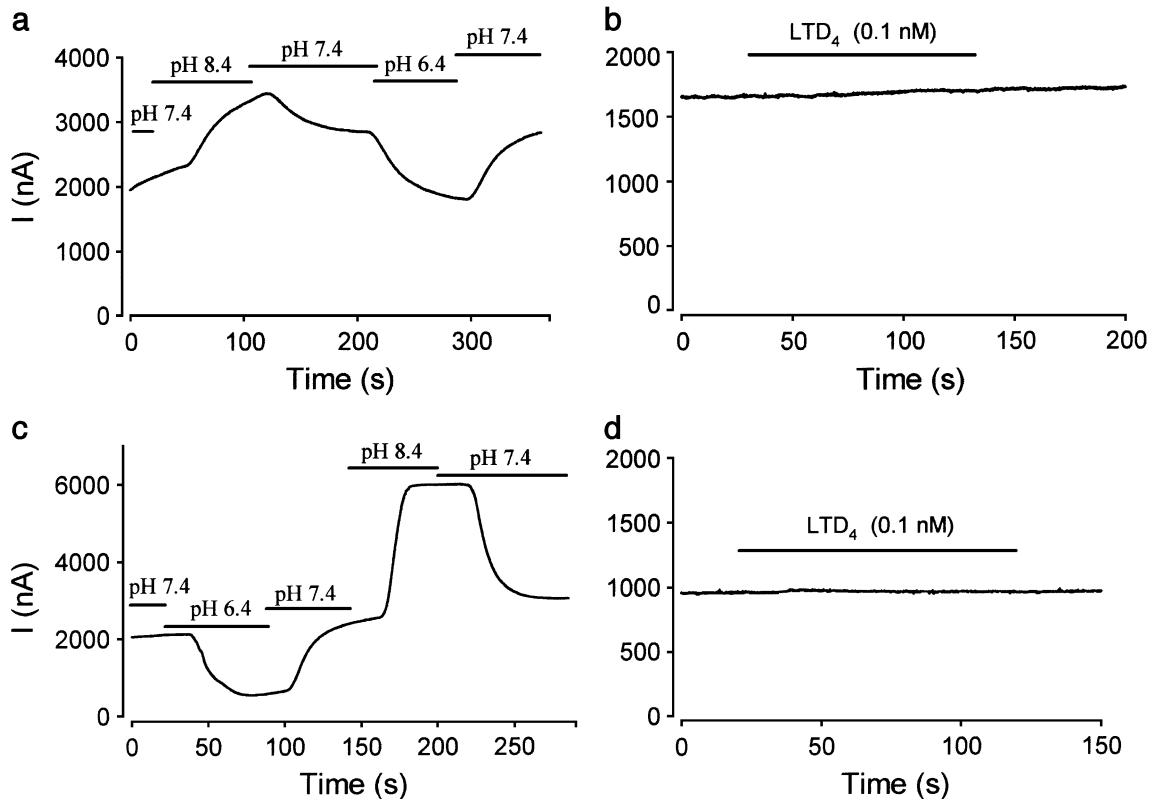 a
4000
3000
2000
1000
0
I (nA)
pH 7.4
pH 8.4
pH 7.4
pH 6.4
pH 7.4
0 100 200 300
Time (s)
b
2000
1500
1000
500
0
LTD4 (0.1 nM)
0 50 100 150 200
Time (s)
c
6000
4000
2000
0
I (nA)
pH 7.4
pH 6.4
pH 7.4
pH 8.4
pH 7.4
0 50 100 150 200 250
Time (s)
d
2000
1500
1000
500
0
LTD4 (0.1 nM)
0 50 100 150
Time (s)